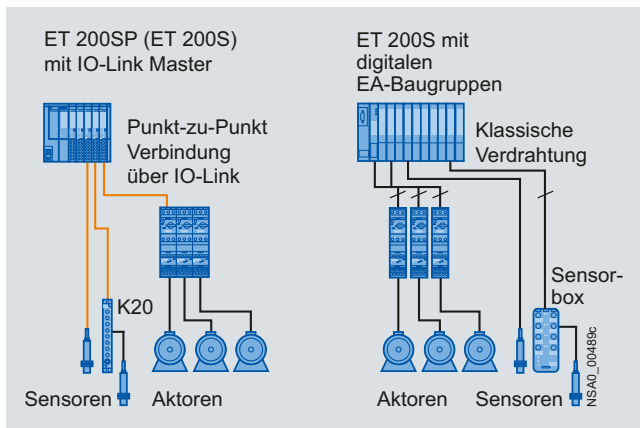 ET 200SP (ET 200S)
mit IO-Link Master
Punkt-zu-Punkt
Verbindung
über IO-Link
K20
Sensoren
Aktoren
ET 200S mit
digitalen
EA-Baugruppen
Klassische
Verdrahtung
Sensor-
box
Aktoren
Sensoren
NSA0_00489c